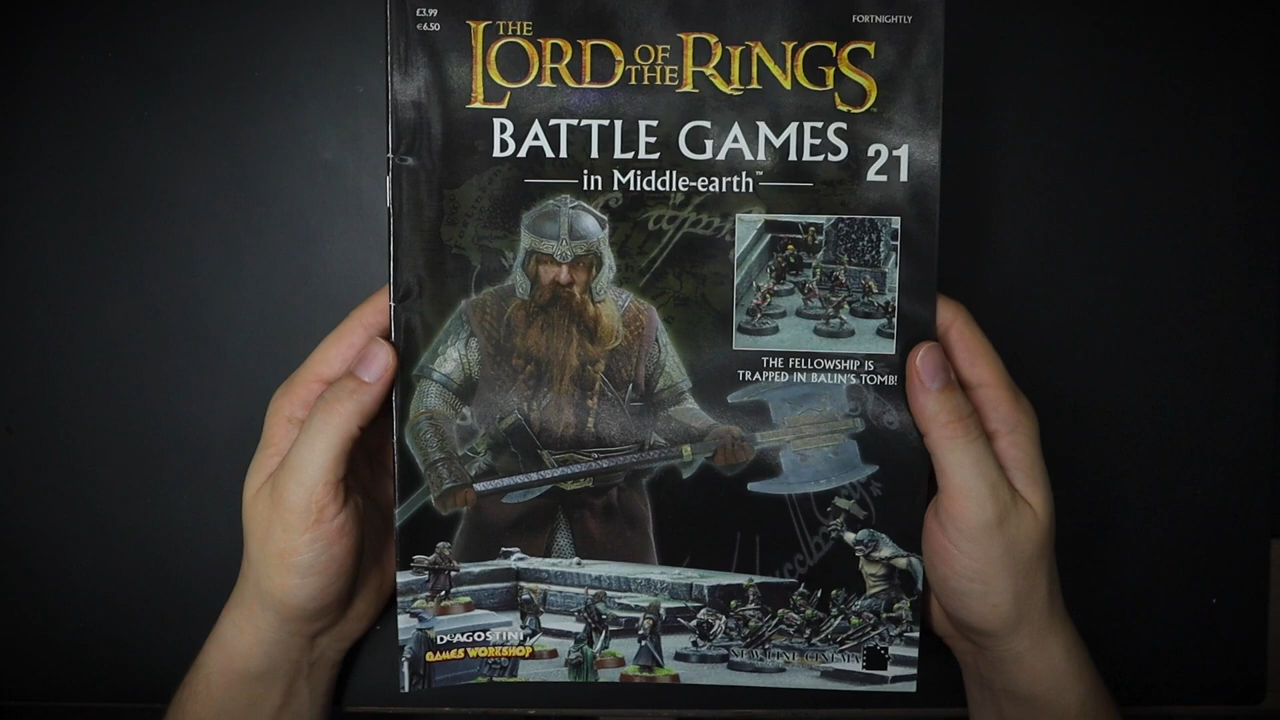 £3.99
€6.50
FORTNIGHTLY
THE
LORD OF THE RINGS
BATTLE GAMES
in Middle-earth™
21
THE FELLOWSHIP IS
TRAPPED IN BALIN'S TOMB!
DeAGOSTINI
GAMES WORKSHOP
NEW LINE CINEMA